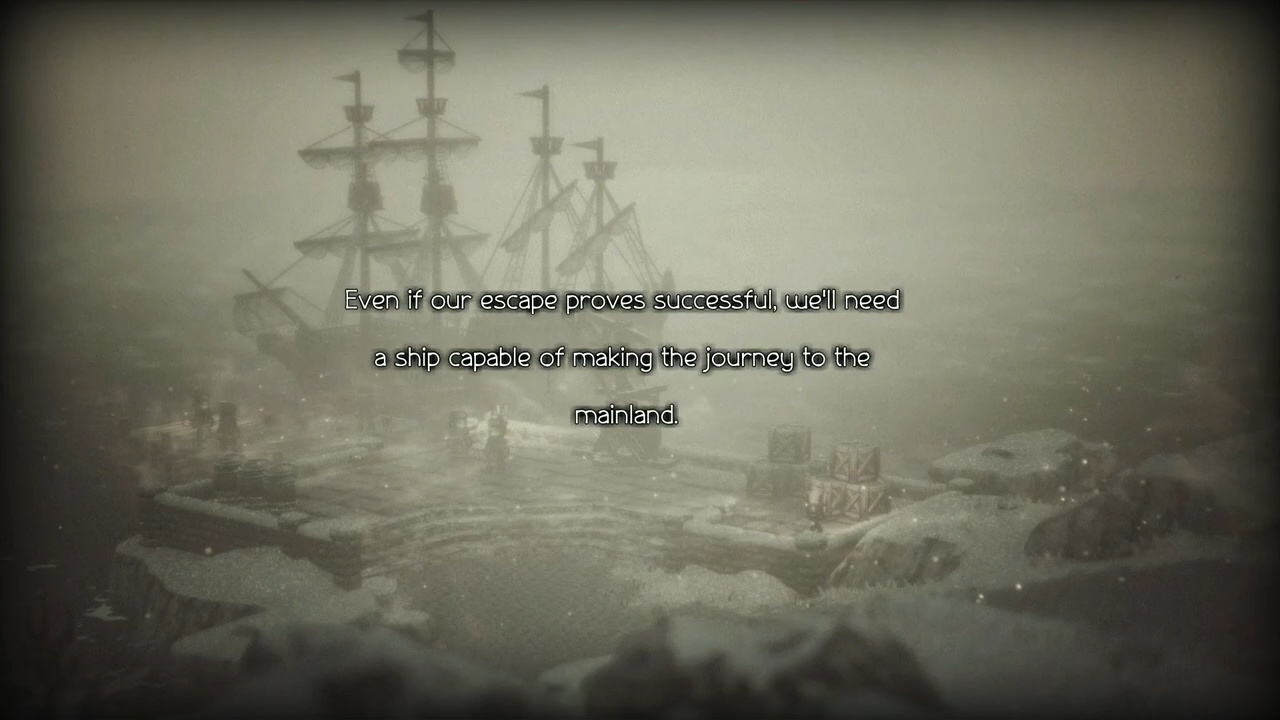 Even if our escape proves successful, we'll need
a ship capable of making the journey to the
mainland.